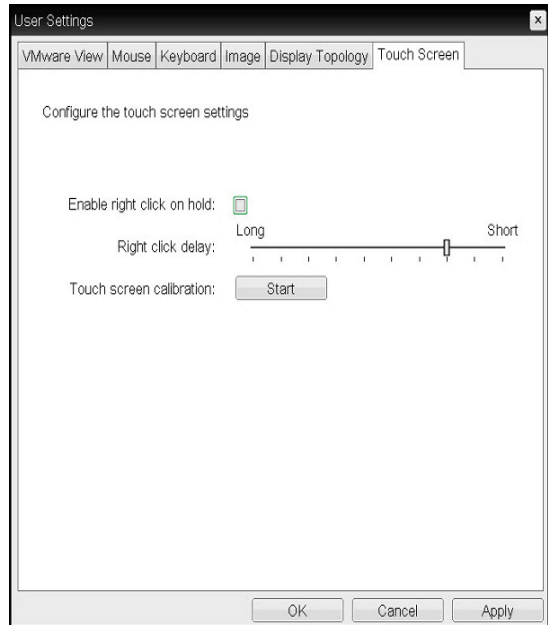 User Settings
VMware View Mouse Keyboard Image Display Topology Touch Screen
Configure the touch screen settings
Enable right click on hold:
Long Short
Right click delay:
Touch screen calibration: Start
OK Cancel Apply